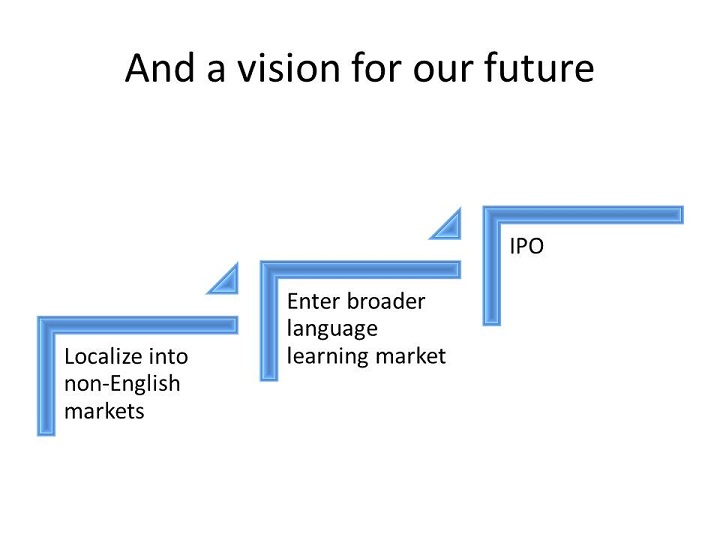 And a vision for our future
Localize into
non-English
markets
Enter broader
language
learning market
IPO